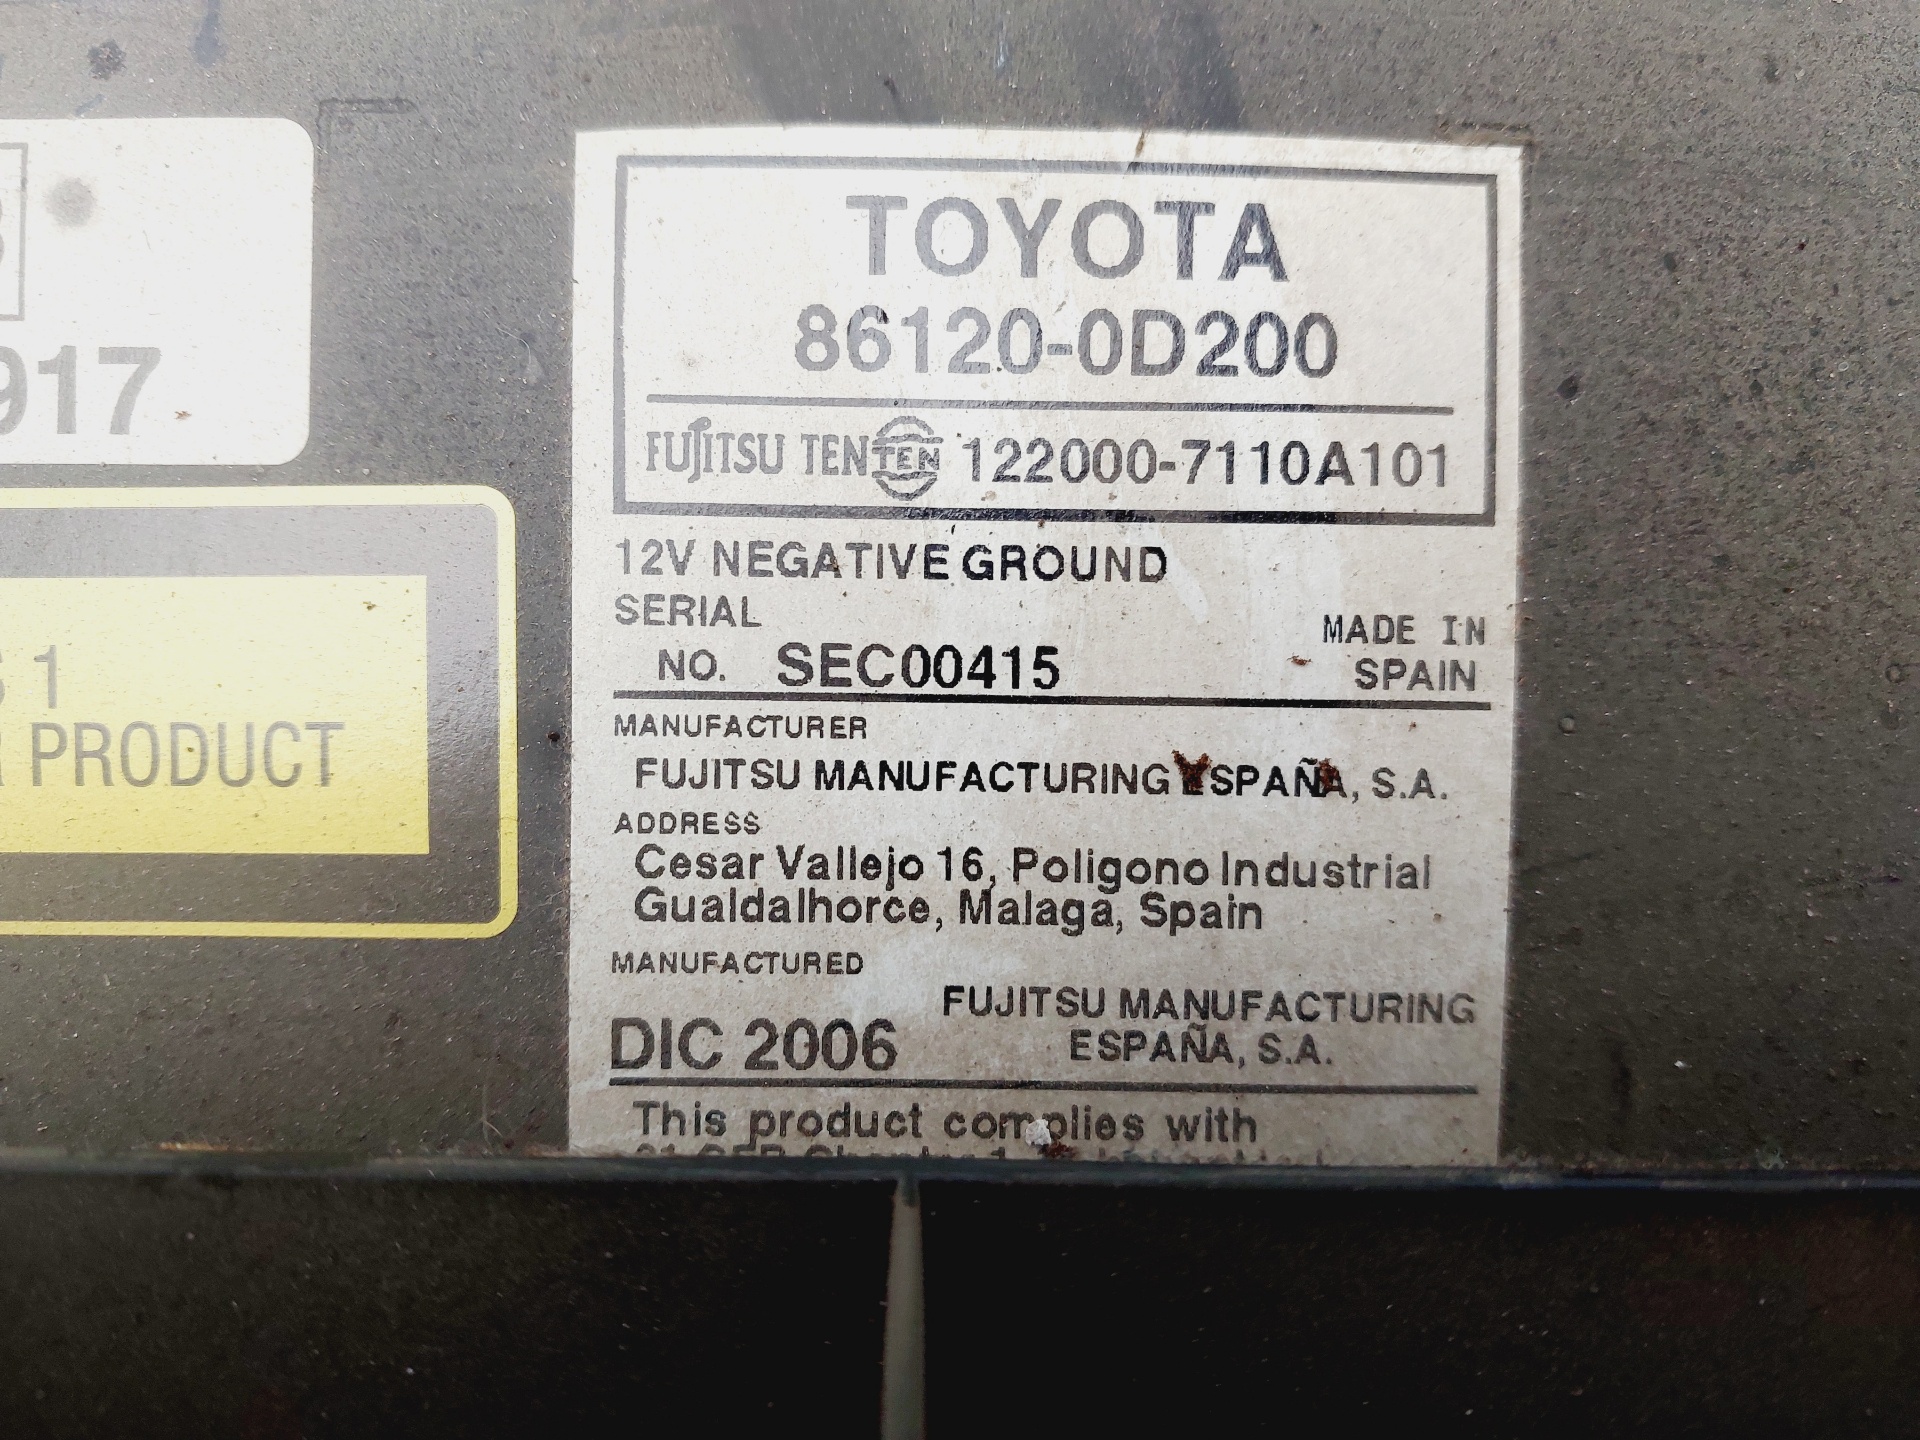 917
S 1
PRODUCT
TOYOTA
86120-0D200
FUJITSU TEN TEN 122000-7110A101
12V NEGATIVE GROUND
SERIAL
NO. SEC00415
MADE IN
SPAIN
MANUFACTURER
FUJITSU MANUFACTURING ESPAÑA, S.A.
ADDRESS
Cesar Vallejo 16, Poligono Industrial
Gualdalhorce, Malaga, Spain
MANUFACTURED
DIC 2006
FUJITSU MANUFACTURING
ESPAÑA, S.A.
This product complies with